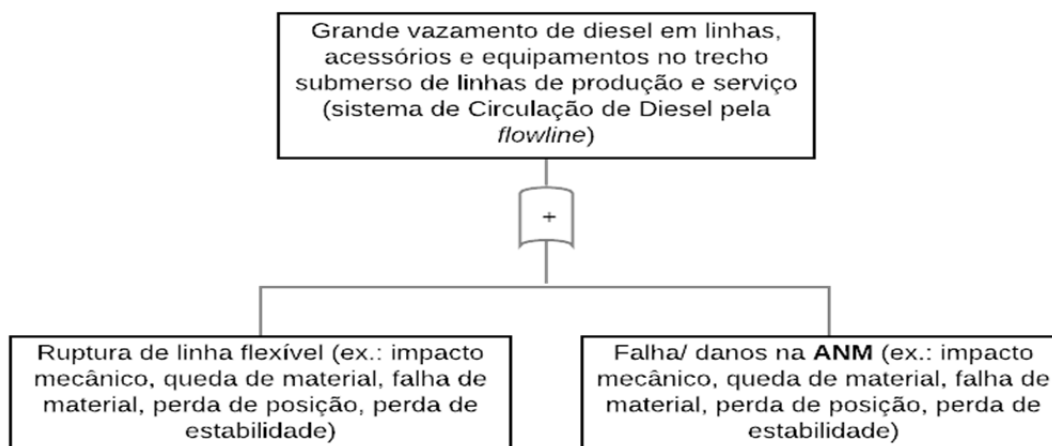 Grande vazamento de diesel em linhas,
acessórios e equipamentos no trecho
submerso de linhas de produção e serviço
(sistema de Circulação de Diesel pela
flowline)
+
Ruptura de linha flexível (ex.: impacto
mecânico, queda de material, falha de
material, perda de posição, perda de
estabilidade)
Falha/ danos na ANM (ex.: impacto
mecânico, queda de material, falha de
material, perda de posição, perda de
estabilidade)